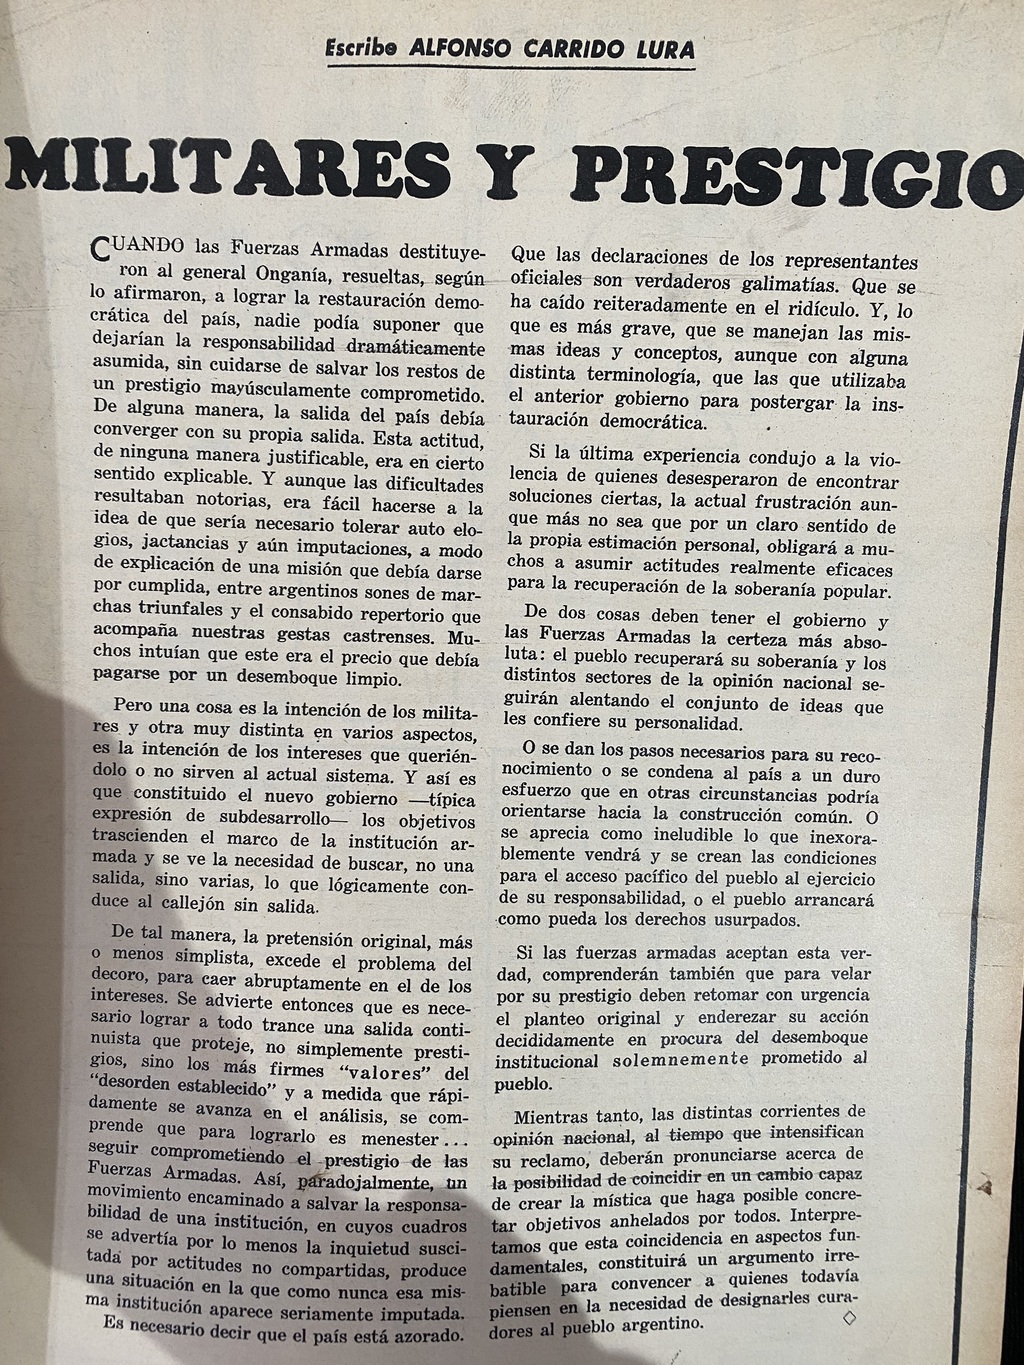 Escribe ALFONSO CARRIDO LURA
MILITARES Y PRESTIGIO
CUANDO las Fuerzas Armadas destituye-
ron al general Onganía, resueltas, según
lo afirmaron, a lograr la restauración demo-
crática del país, nadie podía suponer que
dejarían la responsabilidad dramáticamente
asumida, sin cuidarse de salvar los restos de
un prestigio mayúsculamente comprometido.
De alguna manera, la salida del país debía
converger con su propia salida. Esta actitud,
de ninguna manera justificable, era en cierto
sentido explicable. Y aunque las dificultades
resultaban notorias, era fácil hacerse a la
idea de que sería necesario tolerar auto elo-
gios, jactancias y aún imputaciones, a modo
de explicación de una misión que debía darse
por cumplida, entre argentinos sones de mar-
chas triunfales y el consabido repertorio que
acompaña nuestras gestas castrenses. Mu-
chos intuían que este era el precio que debía
pagarse por un desemboque limpio.
Pero una cosa es la intención de los milita-
res y otra muy distinta en varios aspectos,
es la intención de los intereses que querién-
dolo o no sirven al actual sistema. Y así es
que constituido el nuevo gobierno —típica
expresión de subdesarrollo— los objetivos
trascienden el marco de la institución ar-
mada y se ve la necesidad de buscar, no una
salida, sino varias, lo que lógicamente con-
duce al callejón sin salida.
De tal manera, la pretensión original, más
o menos simplista, excede el problema del
decoro, para caer abruptamente en el de los
intereses. Se advierte entonces que es nece-
sario lograr a todo trance una salida conti-
nuista que proteje, no simplemente presti-
gios, sino los más firmes "valores" del
"desorden establecido" y a medida que rápi-
damente se avanza en el análisis, se com-
prende que para lograrlo es menester...
seguir comprometiendo el prestigio de las
Fuerzas Armadas. Así, paradojalmente, un
movimiento encaminado a salvar la responsa-
bilidad de una institución, en cuyos cuadros
se advertía por lo menos la inquietud susci-
tada por actitudes no compartidas, produce
una situación en la que como nunca esa mis-
ma institución aparece seriamente imputada.
Es necesario decir que el país está azorado.
Que las declaraciones de los representantes
oficiales son verdaderos galimatías. Que se
ha caído reiteradamente en el ridículo. Y, lo
que es más grave, que se manejan las mis-
mas ideas y conceptos, aunque con alguna
distinta terminología, que las que utilizaba
el anterior gobierno para postergar la ins-
tauración democrática.
Si la última experiencia condujo a la vio-
lencia de quienes desesperaron de encontrar
soluciones ciertas, la actual frustración aun-
que más no sea que por un claro sentido de
la propia estimación personal, obligará a mu-
chos a asumir actitudes realmente eficaces
para la recuperación de la soberanía popular.
De dos cosas deben tener el gobierno y
las Fuerzas Armadas la certeza más abso-
luta: el pueblo recuperará su soberanía y los
distintos sectores de la opinión nacional se-
guirán alentando el conjunto de ideas que
les confiere su personalidad.
O se dan los pasos necesarios para su reco-
nocimiento o se condena al país a un duro
esfuerzo que en otras circunstancias podría
orientarse hacia la construcción común. O
se aprecia como ineludible lo que inexora-
blemente vendrá y se crean las condiciones
para el acceso pacífico del pueblo al ejercicio
de su responsabilidad, o el pueblo arrancará
como pueda los derechos usurpados.
Si las fuerzas armadas aceptan esta ver-
dad, comprenderán también que para velar
por su prestigio deben retomar con urgencia
el planteo original y enderezar su acción
decididamente en procura del desemboque
institucional solemnemente prometido al
pueblo.
Mientras tanto, las distintas corrientes de
opinión nacional, al tiempo que intensifican
su reclamo, deberán pronunciarse acerca de
la posibilidad de coincidir en un cambio capaz
de crear la mística que haga posible concre-
tar objetivos anhelados por todos. Interpre-
tamos que esta coincidencia en aspectos fun-
damentales, constituirá un argumento irre-
batible para convencer a quienes todavía
piensen en la necesidad de designarles cura-
dores al pueblo argentino. ◇